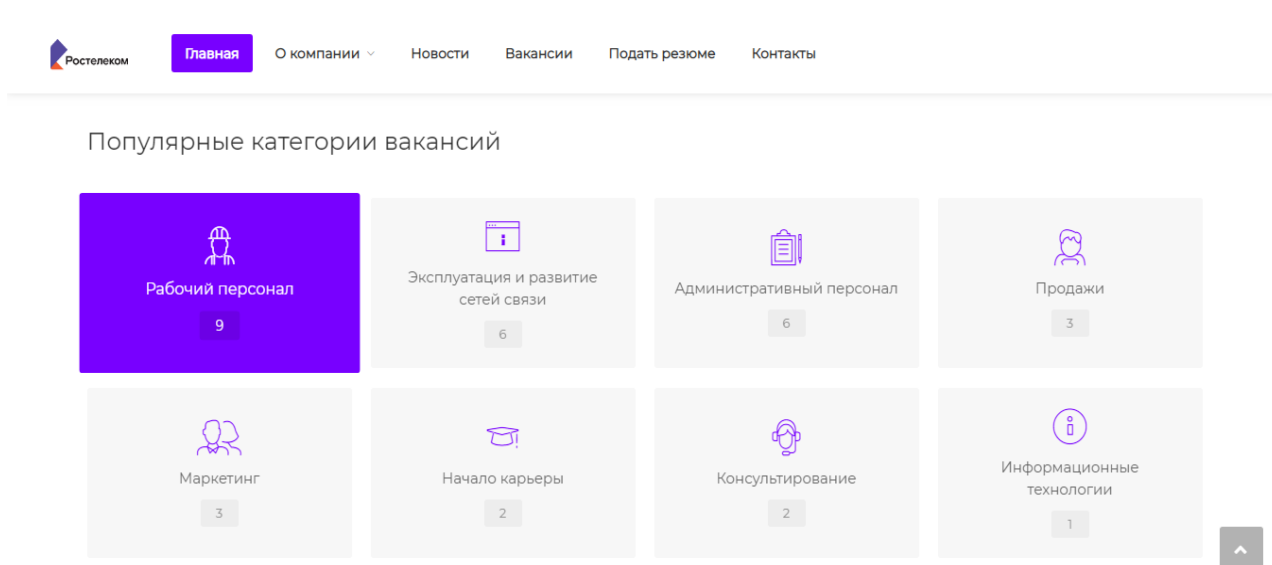 Ростелеком
Главная О компании Новости Вакансии Подать резюме Контакты
Популярные категории вакансий
Рабочий персонал
9
Эксплуатация и развитие
сетей связи
6
Административный персонал
6
Продажи
3
Маркетинг
3
Начало карьеры
2
Консультирование
2
Информационные
технологии
1